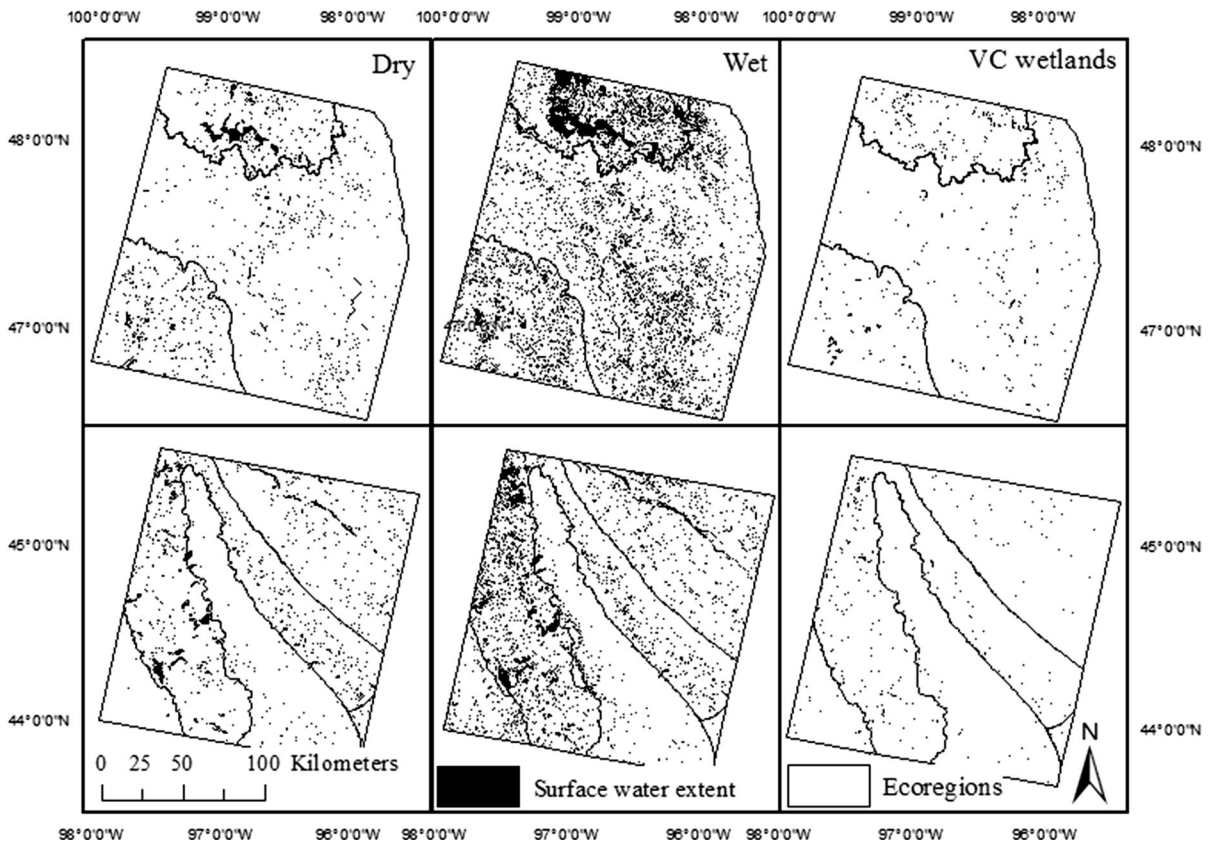 100°0'0"W 99°0'0"W 98°0'0"W 100°0'0"W 99°0'0"W 98°0'0"W 100°0'0"W 99°0'0"W 98°0'0"W
Dry
Wet
VC wetlands
48°0'0"N
48°0'0"N
47°0'0"N
47°0'0"N
47°0'0"N
45°0'0"N
45°0'0"N
44°0'0"N
44°0'0"N
0 25 50 100 Kilometers
Surface water extent
Ecoregions
N
98°0'0"W 97°0'0"W 96°0'0"W 98°0'0"W 97°0'0"W 96°0'0"W 97°0'0"W 96°0'0"W